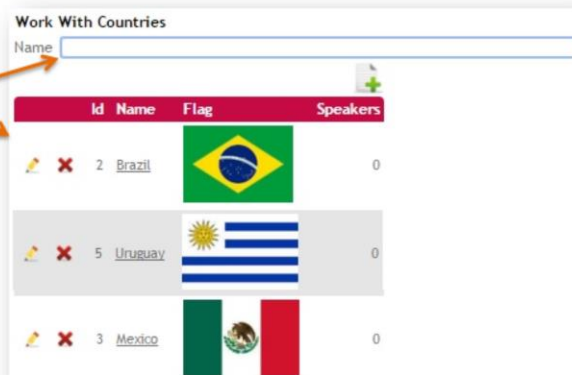 Work With Countries
Name
Id Name Flag Speakers
2 Brazil 0
5 Uruguay 0
3 Mexico 0